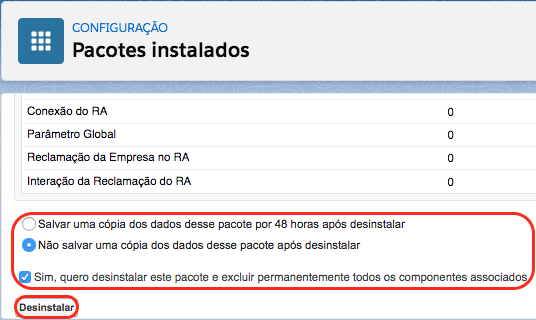 CONFIGURAÇÃO
Pacotes instalados
Conexão do RA 0
Parâmetro Global 0
Reclamação da Empresa no RA 0
Interação da Reclamação do RA 0
Salvar uma cópia dos dados desse pacote por 48 horas após desinstalar
Não salvar uma cópia dos dados desse pacote após desinstalar
Sim, quero desinstalar este pacote e excluir permanentemente todos os componentes associados
Desinstalar